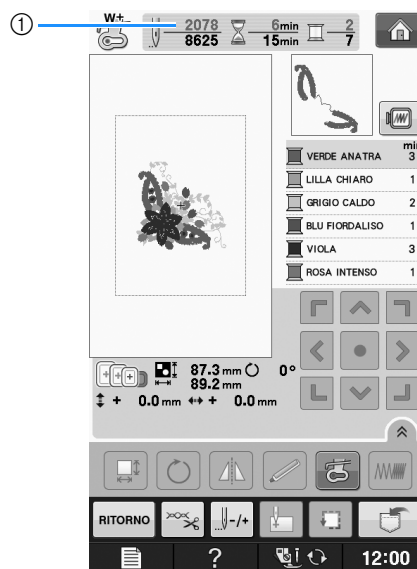 ①
W+
2078 6min 2
8625 15min 7
min
VERDE ANATRA 3
LILLA CHIARO 1
GRIGIO CALDO 2
BLU FIORDALISO 1
VIOLA 3
ROSA INTENSO 1
87.3 mm 0°
89.2 mm
+ 0.0 mm + 0.0 mm
RITORNO -/+
? 12:00